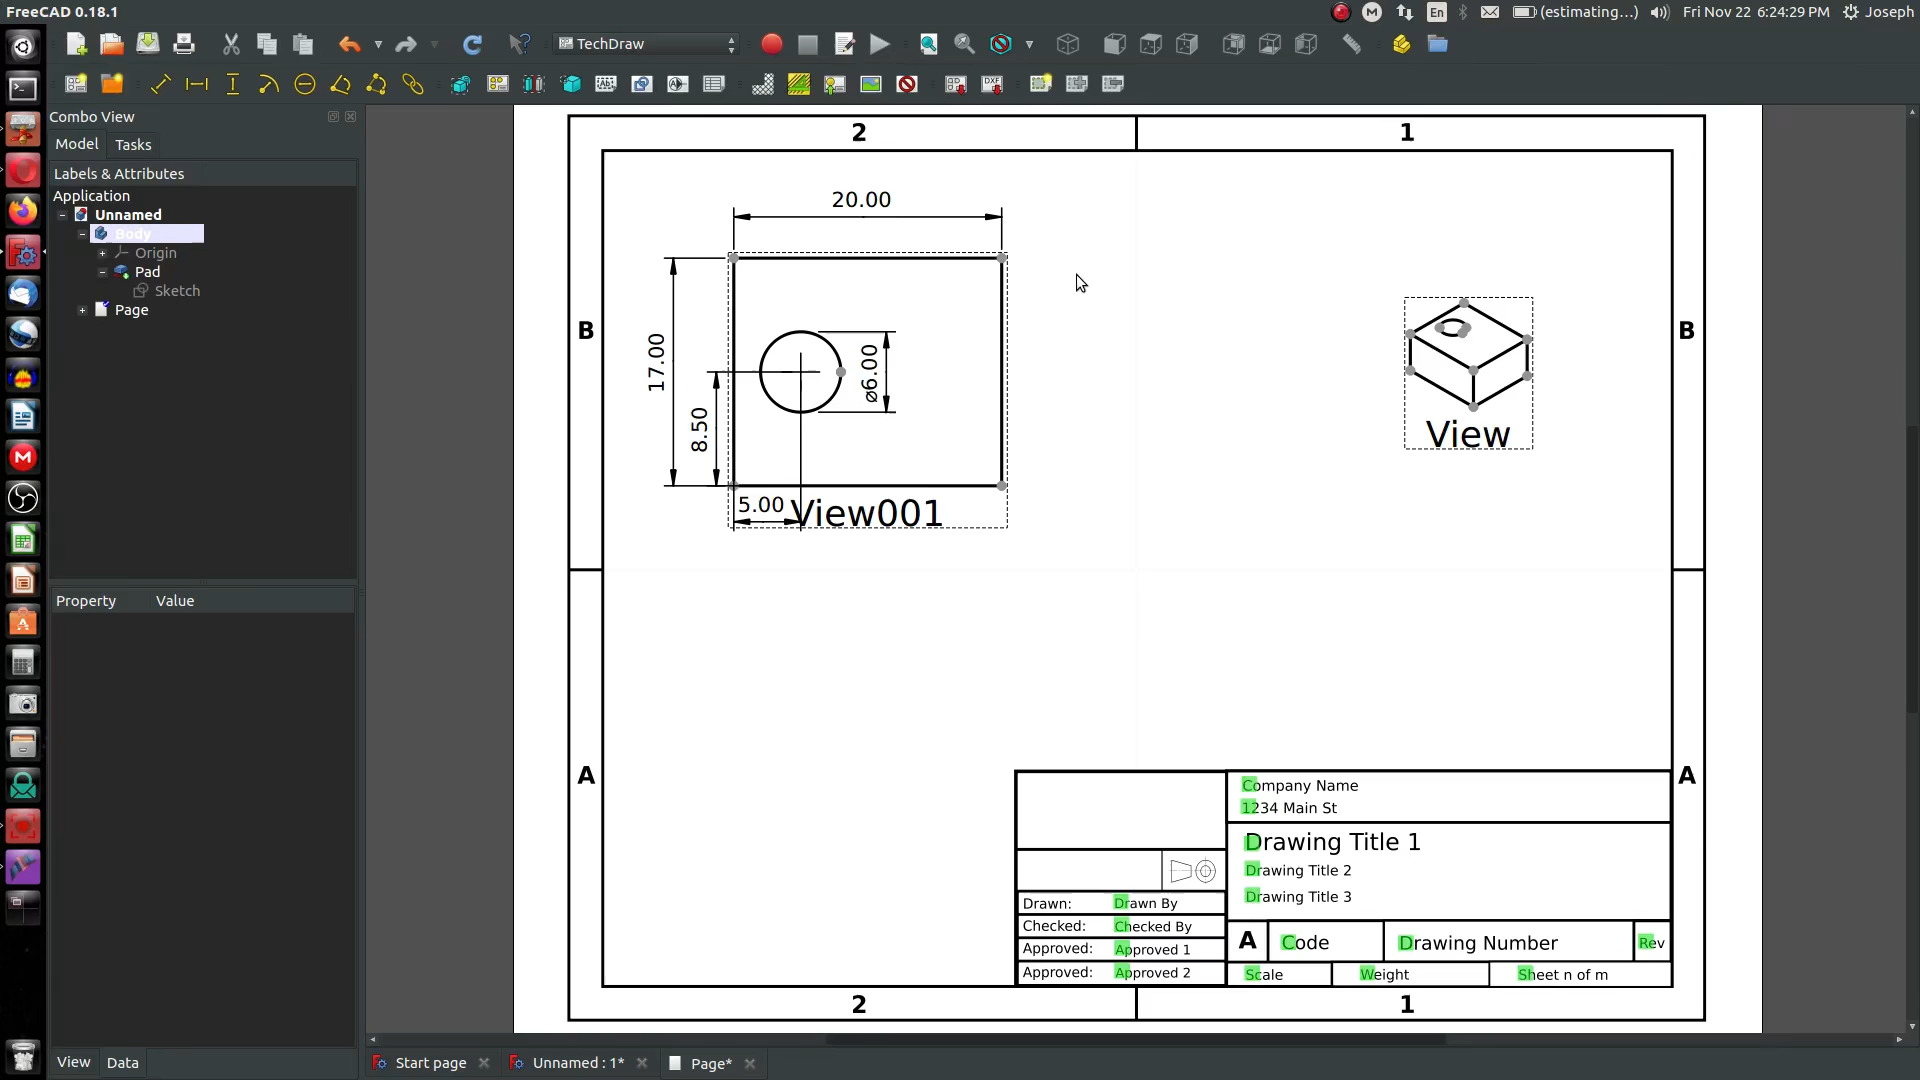 FreeCAD 0.18.1
En
(estimating...)
Fri Nov 22 6:24:29 PM
Joseph
TechDraw
DXF
Combo View
Model
Tasks
Labels & Attributes
Application
Unnamed
Body
Origin
Pad
Sketch
Page
Property
Value
View
Data
2
1
20.00
17.00
B
8.50
⌀6.00
B
5.00
View001
View
A
A
Company Name
1234 Main St
Drawing Title 1
Drawing Title 2
Drawing Title 3
Drawn:
Drawn By
Checked:
Checked By
Approved:
Approved 1
Approved:
Approved 2
A
Code
Drawing Number
Rev
Scale
Weight
Sheet n of m
2
1
Start page
Unnamed : 1*
Page*